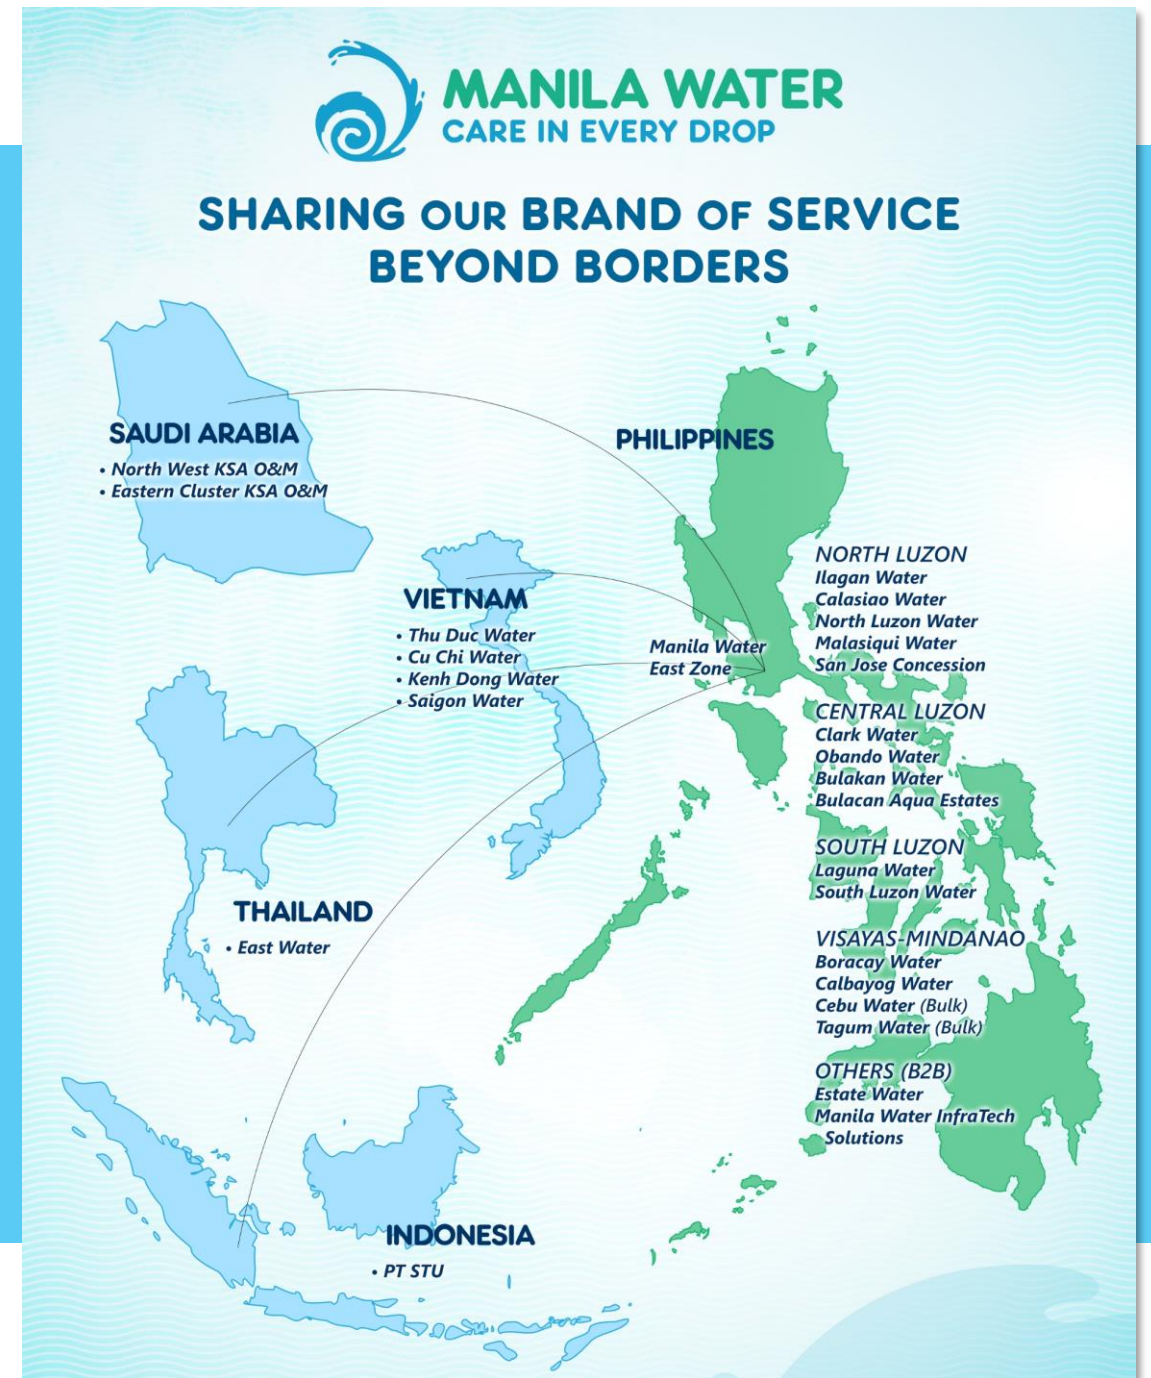 MANILA WATER
CARE IN EVERY DROP
SHARING OUR BRAND OF SERVICE
BEYOND BORDERS
SAUDI ARABIA
• North West KSA O&M
• Eastern Cluster KSA O&M
VIETNAM
• Thu Duc Water
• Cu Chi Water
• Kenh Dong Water
• Saigon Water
THAILAND
• East Water
INDONESIA
• PT STU
PHILIPPINES
Manila Water
East Zone
NORTH LUZON
Ilagan Water
Calasiao Water
North Luzon Water
Malasiqui Water
San Jose Concession
CENTRAL LUZON
Clark Water
Obando Water
Bulakan Water
Bulacan Aqua Estates
SOUTH LUZON
Laguna Water
South Luzon Water
VISAYAS-MINDANAO
Boracay Water
Calbayog Water
Cebu Water (Bulk)
Tagum Water (Bulk)
OTHERS (B2B)
Estate Water
Manila Water InfraTech
Solutions